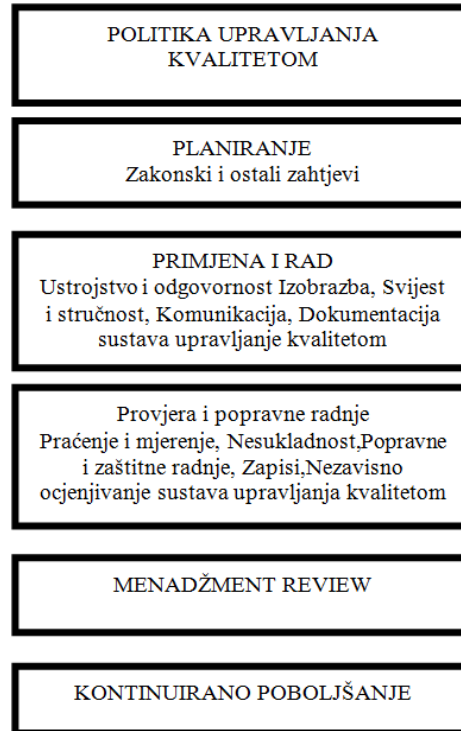 POLITIKA UPRAVLJANJA
KVALITETOM
PLANIRANJE
Zakonski i ostali zahtjevi
PRIMJENA I RAD
Ustrojstvo i odgovornost Izobrazba, Svijest
i stručnost, Komunikacija, Dokumentacija
sustava upravljanje kvalitetom
Provjera i popravne radnje
Praćenje i mjerenje, Nesukladnost,Popravne
i zaštitne radnje, Zapisi,Nezavisno
ocjenjivanje sustava upravljanja kvalitetom
MENADŽMENT REVIEW
KONTINUIRANO POBOLJŠANJE